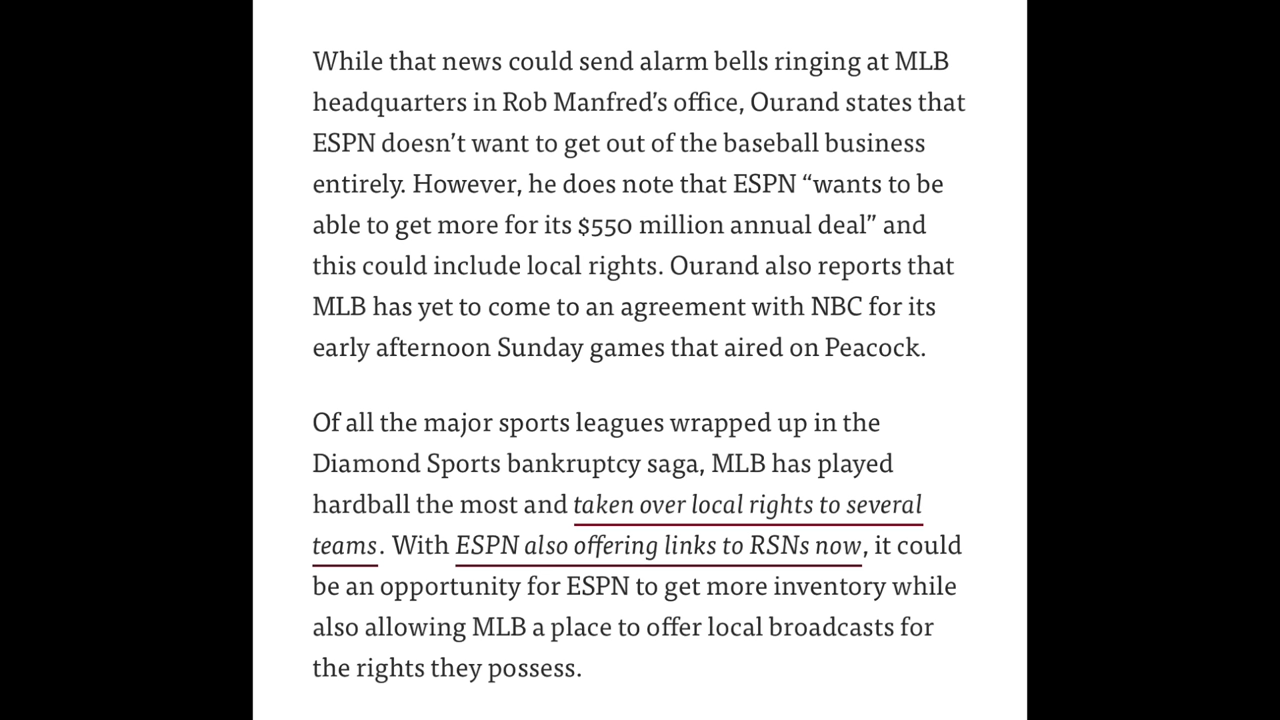 While that news could send alarm bells ringing at MLB
headquarters in Rob Manfred’s office, Ourand states that
ESPN doesn’t want to get out of the baseball business
entirely. However, he does note that ESPN “wants to be
able to get more for its $550 million annual deal” and
this could include local rights. Ourand also reports that
MLB has yet to come to an agreement with NBC for its
early afternoon Sunday games that aired on Peacock.
Of all the major sports leagues wrapped up in the
Diamond Sports bankruptcy saga, MLB has played
hardball the most and taken over local rights to several
teams. With ESPN also offering links to RSNs now, it could
be an opportunity for ESPN to get more inventory while
also allowing MLB a place to offer local broadcasts for
the rights they possess.